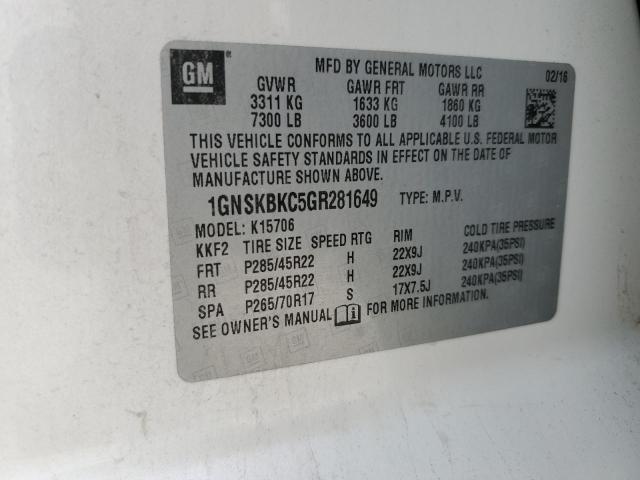 GM
MFD BY GENERAL MOTORS LLC 02/16
GVWR GAWR FRT GAWR RR
3311 KG 1633 KG 1860 KG
7300 LB 3600 LB 4100 LB
THIS VEHICLE CONFORMS TO ALL APPLICABLE U.S. FEDERAL MOTOR
VEHICLE SAFETY STANDARDS IN EFFECT ON THE DATE OF
MANUFACTURE SHOWN ABOVE.
1GNSKBKC5GR281649 TYPE: M.P.V.
MODEL: K15706
KKF2 TIRE SIZE SPEED RTG RIM COLD TIRE PRESSURE
FRT P285/45R22 H 22X9J 240KPA(35PSI)
RR P285/45R22 H 22X9J 240KPA(35PSI)
SPA P265/70R17 S 17X7.5J 240KPA(35PSI)
SEE OWNER'S MANUAL FOR MORE INFORMATION.